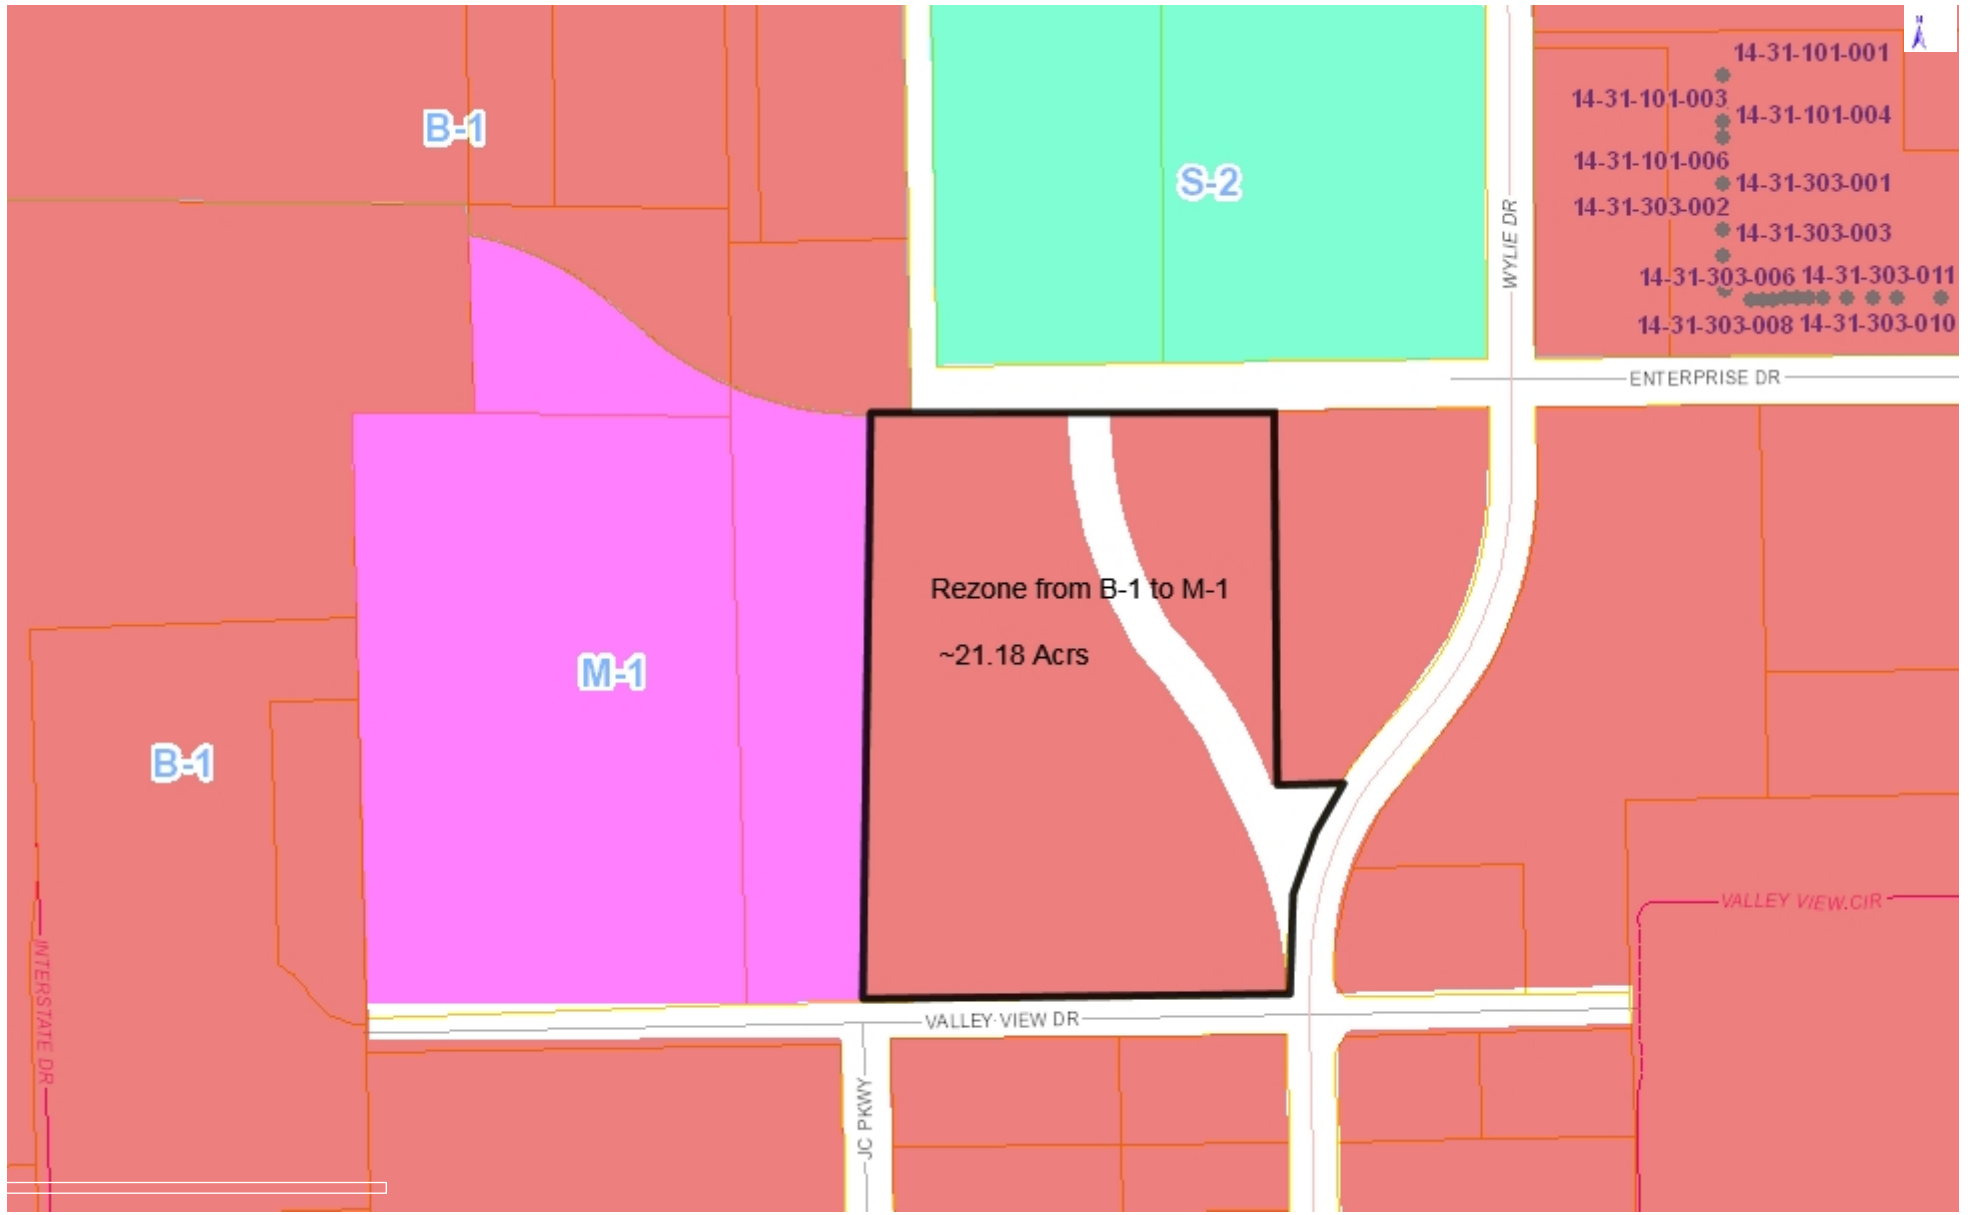 N
14-31-101-001
14-31-101-003
14-31-101-004
B-1
14-31-101-006
S-2
14-31-303-001
14-31-303-002
WYLIE DR
14-31-303-003
14-31-303-006 14-31-303-011
14-31-303-008 14-31-303-010
ENTERPRISE DR
Rezone from B-1 to M-1
~21.18 Acrs
M-1
B-1
VALLEY VIEW CIR
INTERSTATE DR
VALLEY VIEW DR
JC PKWY